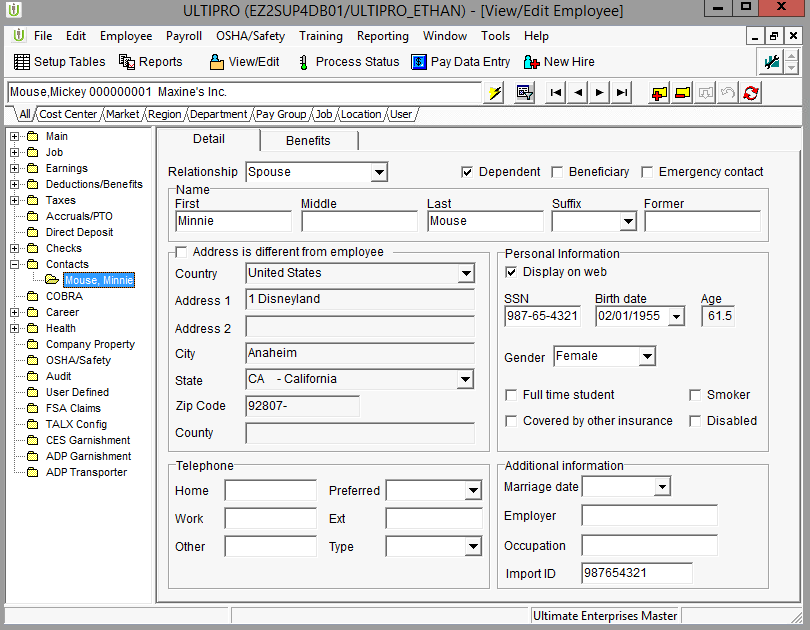 ULTIPRO (EZ2SUP4DB01/ULTIPRO_ETHAN) - [View/Edit Employee]
File Edit Employee Payroll OSHA/Safety Training Reporting Window Tools Help
Setup Tables Reports View/Edit Process Status Pay Data Entry New Hire
Mouse,Mickey 000000001 Maxine's Inc.
All Cost Center Market Region Department Pay Group Job Location User
Main
Job
Earnings
Deductions/Benefits
Taxes
Accruals/PTO
Direct Deposit
Checks
Contacts
Mouse, Minnie
COBRA
Career
Health
Company Property
OSHA/Safety
Audit
User Defined
FSA Claims
TALX Config
CES Garnishment
ADP Garnishment
ADP Transporter
Detail Benefits
Relationship Spouse Dependent Beneficiary Emergency contact
Name
First Middle Last Suffix Former
Minnie Mouse
Address is different from employee
Country United States
Address 1 1 Disneyland
Address 2
City Anaheim
State CA - California
Zip Code 92807-
County
Personal Information
Display on web
SSN Birth date Age
987-65-4321 02/01/1955 61.5
Gender Female
Full time student Smoker
Covered by other insurance Disabled
Telephone
Home Preferred
Work Ext
Other Type
Additional information
Marriage date
Employer
Occupation
Import ID 987654321
Ultimate Enterprises Master